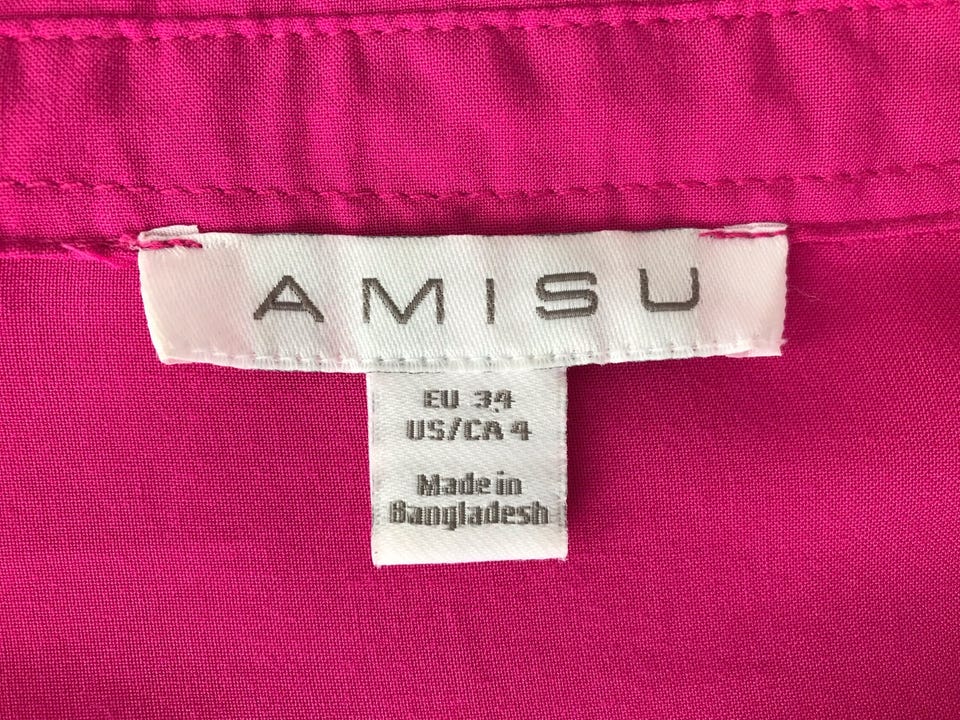 AMISU
EU 34
US/CA 4
Made in
Bangladesh